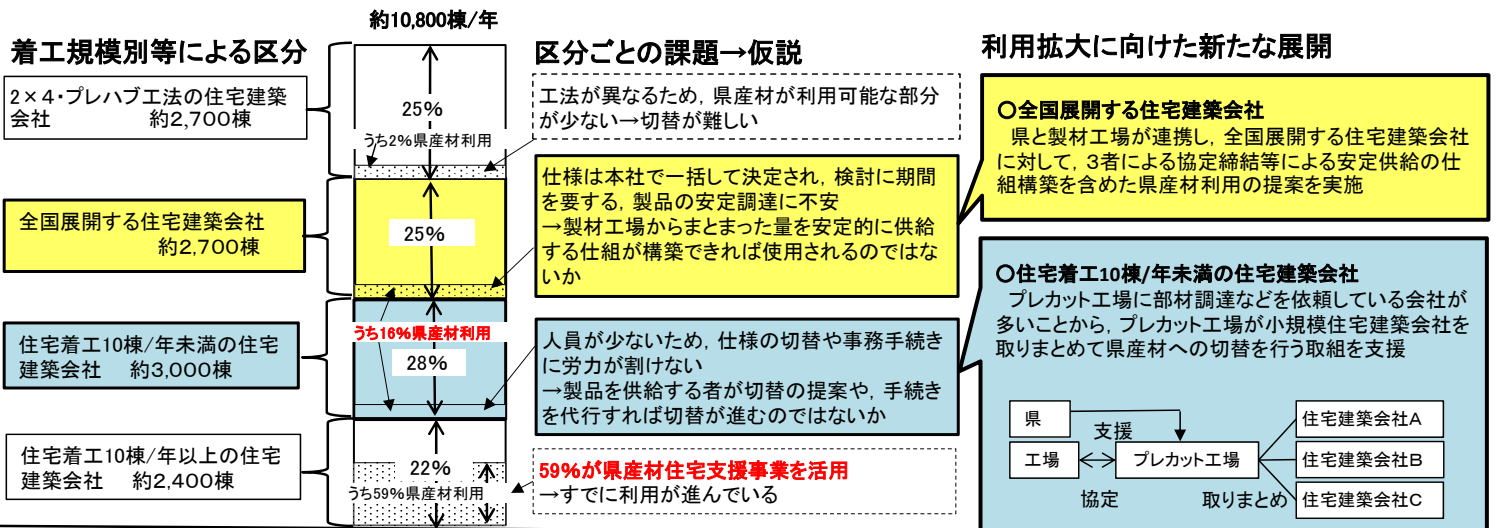 約10,800棟/年
着工規模別等による区分
2×4・プレハブ工法の住宅建築
会社　　　　　約2,700棟
全国展開する住宅建築会社
約2,700棟
住宅着工10棟/年未満の住宅
建築会社　約3,000棟
住宅着工10棟/年以上の住宅
建築会社　約2,400棟
25%
うち2%県産材利用
25%
うち16%県産材利用
28%
22%
うち59%県産材利用
区分ごとの課題→仮説
工法が異なるため，県産材が利用可能な部分
が少ない→切替が難しい
仕様は本社で一括して決定され，検討に期間
を要する，製品の安定調達に不安
→製材工場からまとまった量を安定的に供給
する仕組が構築できれば使用されるのではな
いか
人員が少ないため，仕様の切替や事務手続き
に労力が割けない
→製品を供給する者が切替の提案や，手続き
を代行すれば切替が進むのではないか
59%が県産材住宅支援事業を活用
→すでに利用が進んでいる
利用拡大に向けた新たな展開
○全国展開する住宅建築会社
県と製材工場が連携し，全国展開する住宅建築会社
に対して，3者による協定締結等による安定供給の仕
組構築を含めた県産材利用の提案を実施
○住宅着工10棟/年未満の住宅建築会社
プレカット工場に部材調達などを依頼している会社が
多いことから，プレカット工場が小規模住宅建築会社を
取りまとめて県産材への切替を行う取組を支援
県
支援
工場
プレカット工場
協定
取りまとめ
住宅建築会社A
住宅建築会社B
住宅建築会社C